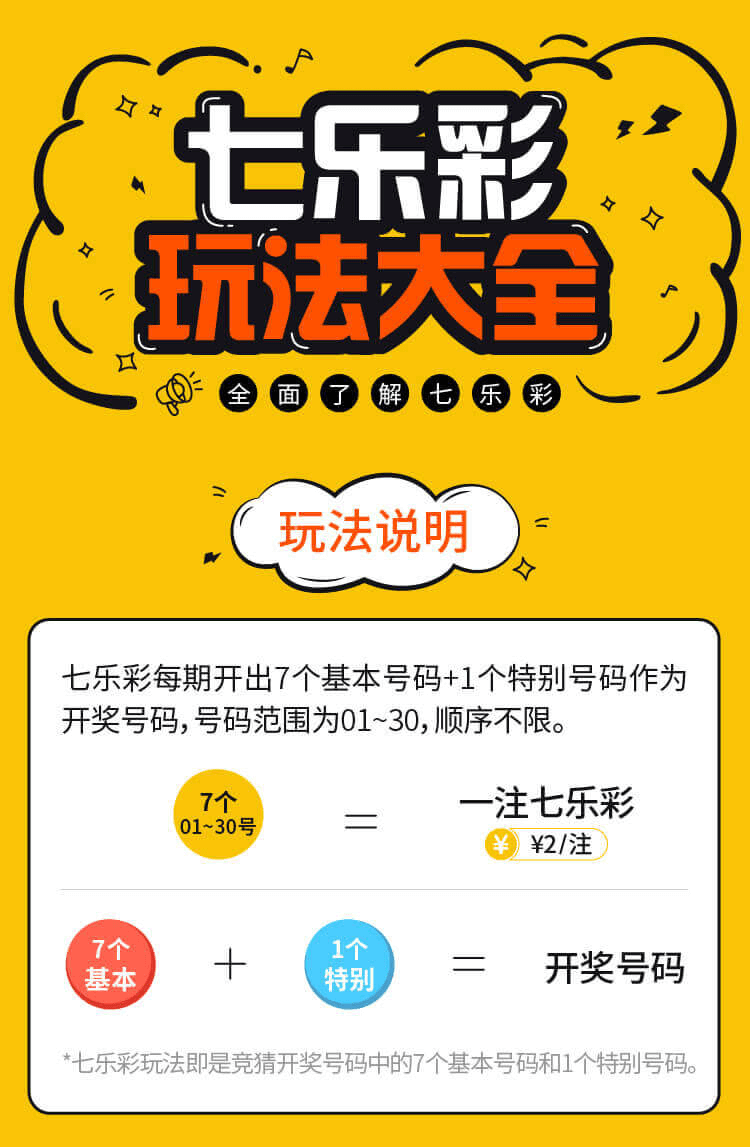 七乐彩
玩法大全
全面了解七乐彩
玩法说明
七乐彩每期开出7个基本号码+1个特别号码作为
开奖号码，号码范围为01~30，顺序不限。
7个
01~30号
=
一注七乐彩
¥ ¥2/注
7个
基本
+
1个
特别
=
开奖号码
*七乐彩玩法即是竞猜开奖号码中的7个基本号码和1个特别号码。